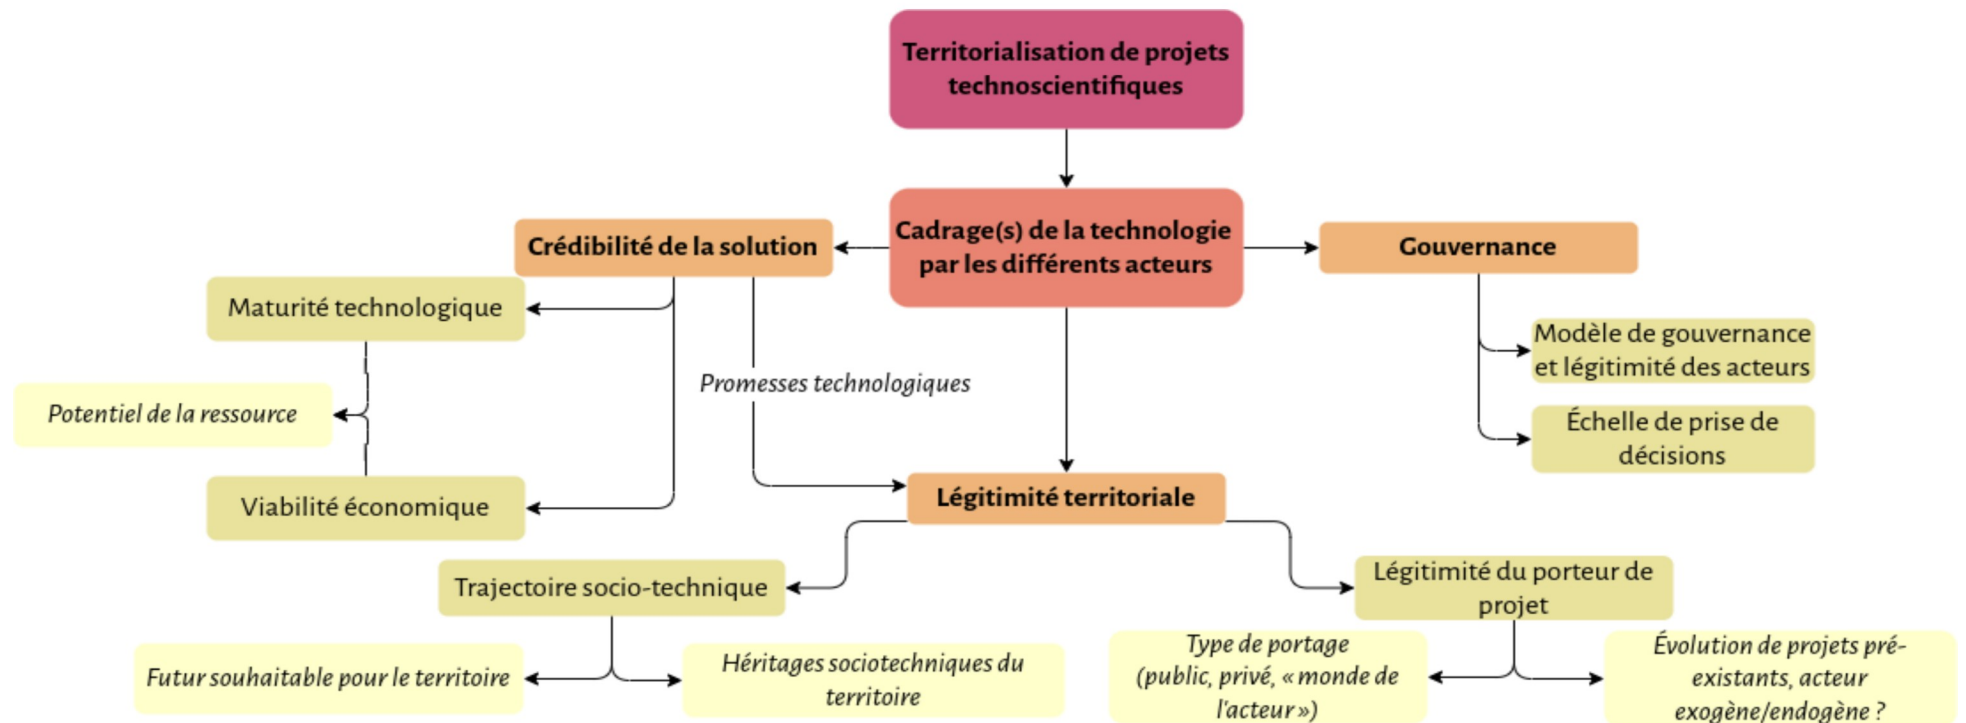 Territorialisation de projets
technoscientifiques
Cadrage(s) de la technologie
par les différents acteurs
Crédibilité de la solution
Gouvernance
Maturité technologique
Modèle de gouvernance
et légitimité des acteurs
Promesses technologiques
Potentiel de la ressource
Échelle de prise de
décisions
Viabilité économique
Légitimité territoriale
Trajectoire socio-technique
Légitimité du porteur de
projet
Futur souhaitable pour le territoire
Héritages sociotechniques du
territoire
Type de portage
(public, privé, « monde de
l'acteur »)
Évolution de projets pré-
existants, acteur
exogène/endogène ?